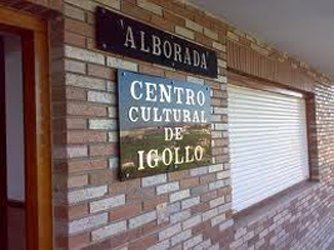 'ALBORADA'
CENTRO
CULTURAL
DE
IGOLLO